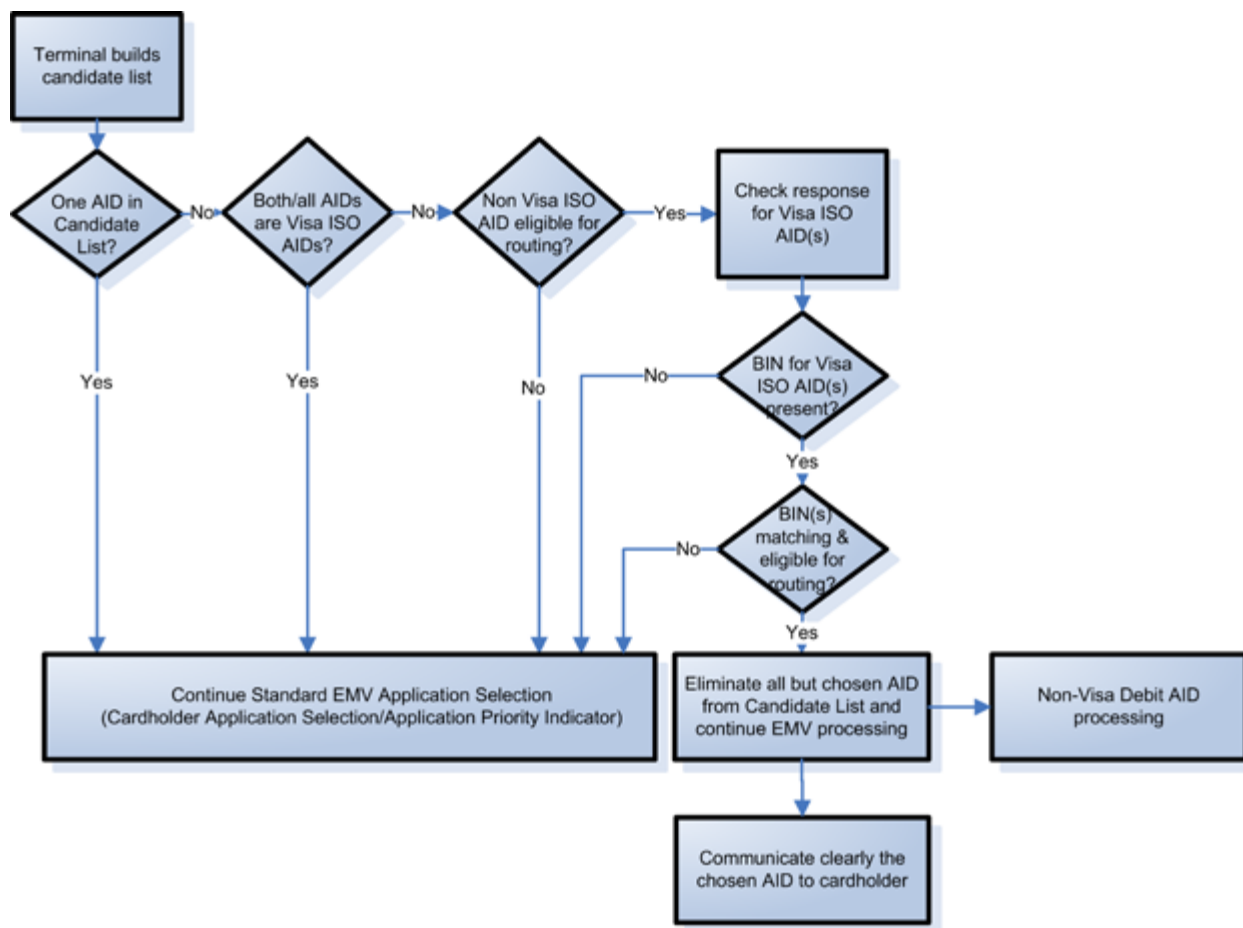 Terminal builds
candidate list
One AID in
Candidate
List?
No
Both/all AIDs
are Visa ISO
AIDs?
No
Non Visa ISO
AID eligible for
routing?
Yes
Check response
for Visa ISO
AID(s)
Yes
Yes
No
No
BIN for Visa
ISO AID(s)
present?
Yes
No
BIN(s)
matching &
eligible for
routing?
Yes
Continue Standard EMV Application Selection
(Cardholder Application Selection/Application Priority Indicator)
Eliminate all but chosen AID
from Candidate List and
continue EMV processing
Non-Visa Debit AID
processing
Communicate clearly the
chosen AID to cardholder